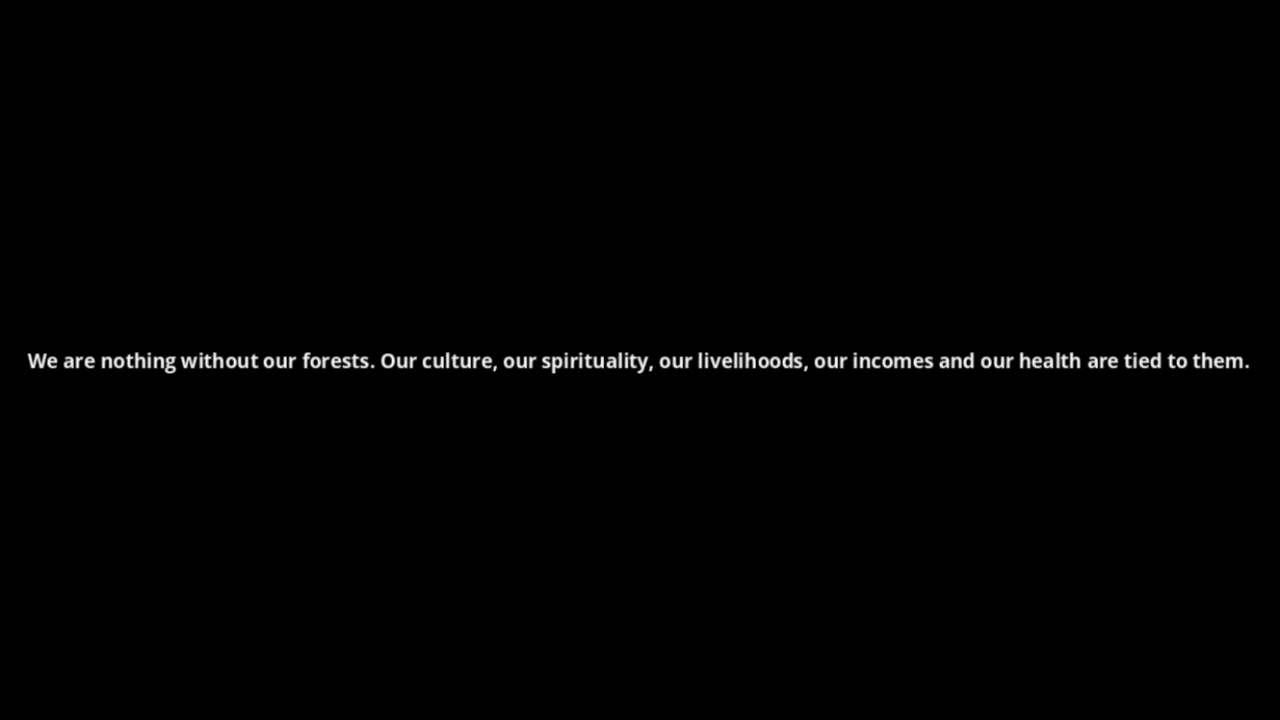 We are nothing without our forests. Our culture, our spirituality, our livelihoods, our incomes and our health are tied to them.